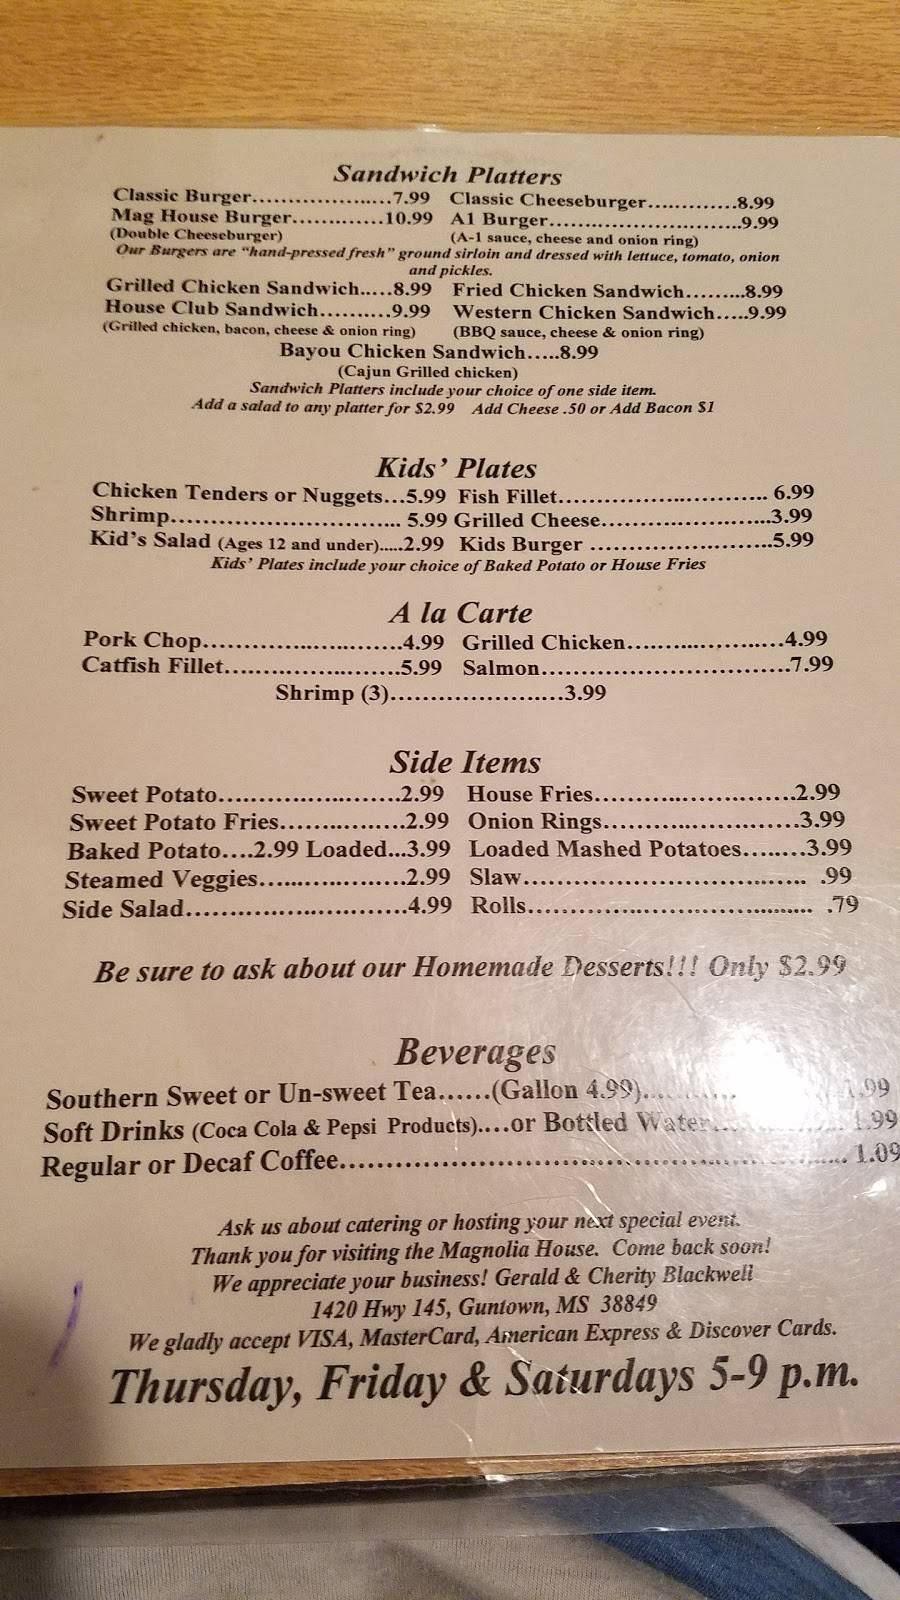 Sandwich Platters
Classic Burger.....................7.99 Classic Cheeseburger.............8.99
Mag House Burger.............10.99 A1 Burger.............................9.99
(Double Cheeseburger) (A-1 sauce, cheese and onion ring)
Our Burgers are “hand-pressed fresh” ground sirloin and dressed with lettuce, tomato, onion
and pickles.
Grilled Chicken Sandwich.....8.99 Fried Chicken Sandwich.........8.99
House Club Sandwich..........9.99 Western Chicken Sandwich.....9.99
(Grilled chicken, bacon, cheese & onion ring) (BBQ sauce, cheese & onion ring)
Bayou Chicken Sandwich.....8.99
(Cajun Grilled chicken)
Sandwich Platters include your choice of one side item.
Add a salad to any platter for $2.99 Add Cheese .50 or Add Bacon $1
Kids’ Plates
Chicken Tenders or Nuggets...5.99 Fish Fillet........................... 6.99
Shrimp............................. 5.99 Grilled Cheese......................3.99
Kid’s Salad (Ages 12 and under).....2.99 Kids Burger .......................5.99
Kids’ Plates include your choice of Baked Potato or House Fries
A la Carte
Pork Chop..........................4.99 Grilled Chicken....................4.99
Catfish Fillet.......................5.99 Salmon................................7.99
Shrimp (3)......................3.99
Side Items
Sweet Potato.......................2.99 House Fries.........................2.99
Sweet Potato Fries................2.99 Onion Rings.........................3.99
Baked Potato....2.99 Loaded...3.99 Loaded Mashed Potatoes........3.99
Steamed Veggies...................2.99 Slaw................................... .99
Side Salad............................4.99 Rolls................................... .79
Be sure to ask about our Homemade Desserts!!! Only $2.99
Beverages
Southern Sweet or Un-sweet Tea......(Gallon 4.99)....................1.99
Soft Drinks (Coca Cola & Pepsi Products)....or Bottled Water................ 1.99
Regular or Decaf Coffee....................................................... 1.09
Ask us about catering or hosting your next special event.
Thank you for visiting the Magnolia House. Come back soon!
We appreciate your business! Gerald & Cherity Blackwell
1420 Hwy 145, Guntown, MS 38849
We gladly accept VISA, MasterCard, American Express & Discover Cards.
Thursday, Friday & Saturdays 5-9 p.m.